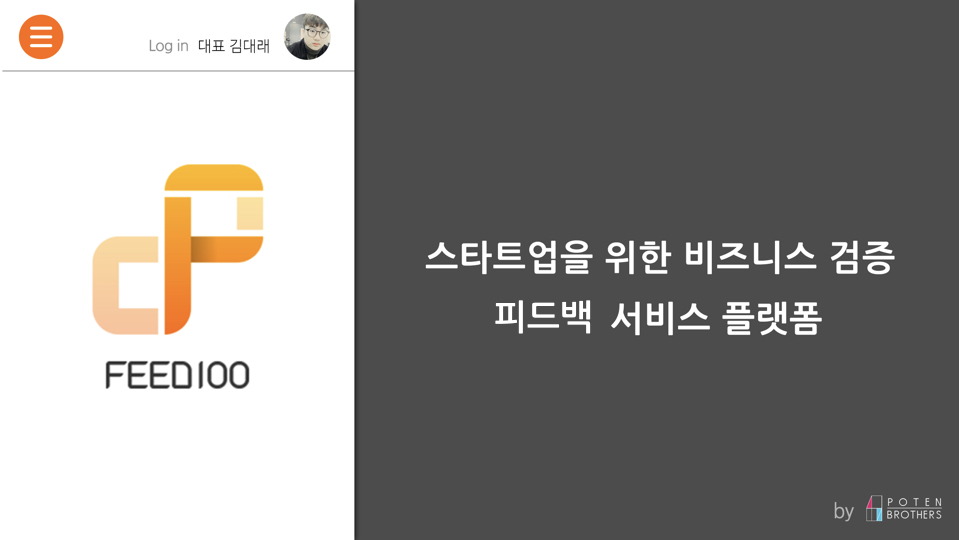 Log in 대표 김대래
FEED100
스타트업을 위한 비즈니스 검증
피드백 서비스 플랫폼
by POTEN
BROTHERS